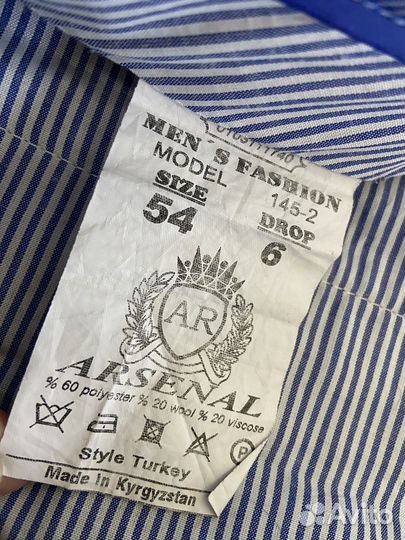 MEN'S FASHION
MODEL 145-2
SIZE DROP
54 6
AR
ARSENAL
% 60 polyester % 20 wool % 20 viscose
P
Style Turkey
Made In Kyrgyzstan
Avito